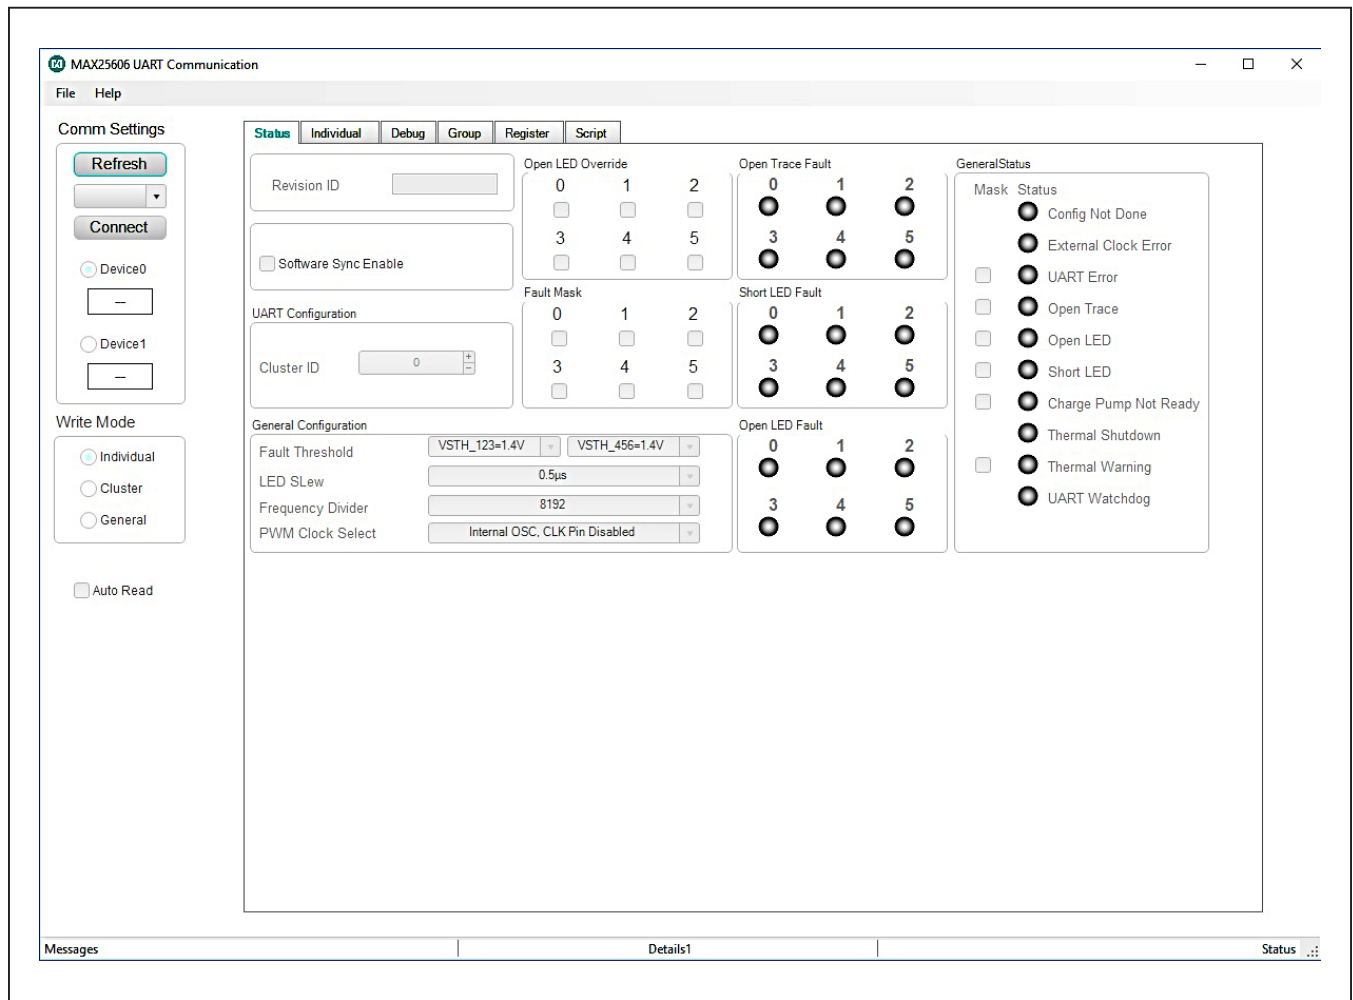 MAX25606 UART Communication
File Help
Comm Settings
Refresh
Connect
Device0
---
Device1
---
Write Mode
Individual
Cluster
General
Auto Read
Status Individual Debug Group Register Script
Revision ID
Software Sync Enable
UART Configuration
Cluster ID 0 + -
Open LED Override
0 1 2
3 4 5
Fault Mask
0 1 2
3 4 5
General Configuration
Fault Threshold VSTH_123=1.4V VSTH_456=1.4V
LED SLew 0.5µs
Frequency Divider 8192
PWM Clock Select Internal OSC, CLK Pin Disabled
Open Trace Fault
0 1 2
3 4 5
Short LED Fault
0 1 2
3 4 5
Open LED Fault
0 1 2
3 4 5
GeneralStatus
Mask Status
Config Not Done
External Clock Error
UART Error
Open Trace
Open LED
Short LED
Charge Pump Not Ready
Thermal Shutdown
Thermal Warning
UART Watchdog
Messages Details1 Status